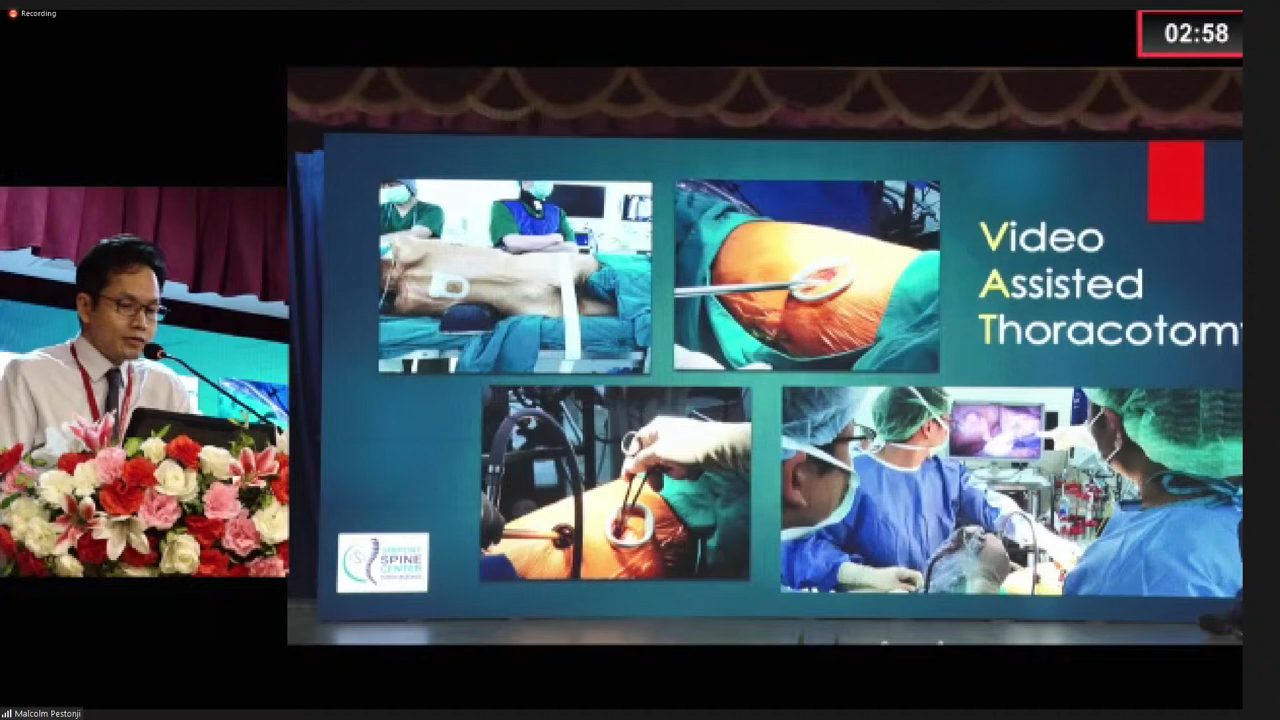 Recording
02:58
Video
Assisted
Thoracotom
SPINE
CENTER
Malcolm Pestonji